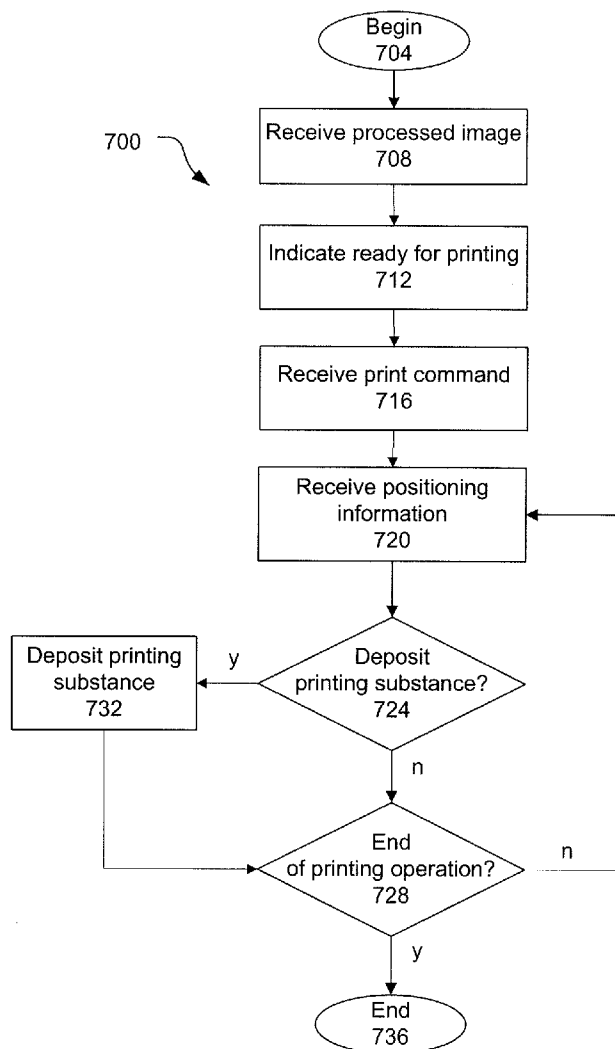 Begin
704
700
Receive processed image
708
Indicate ready for printing
712
Receive print command
716
Receive positioning
information
720
Deposit printing
substance
732
y
Deposit
printing substance?
724
n
End
of printing operation?
728
n
y
End
736